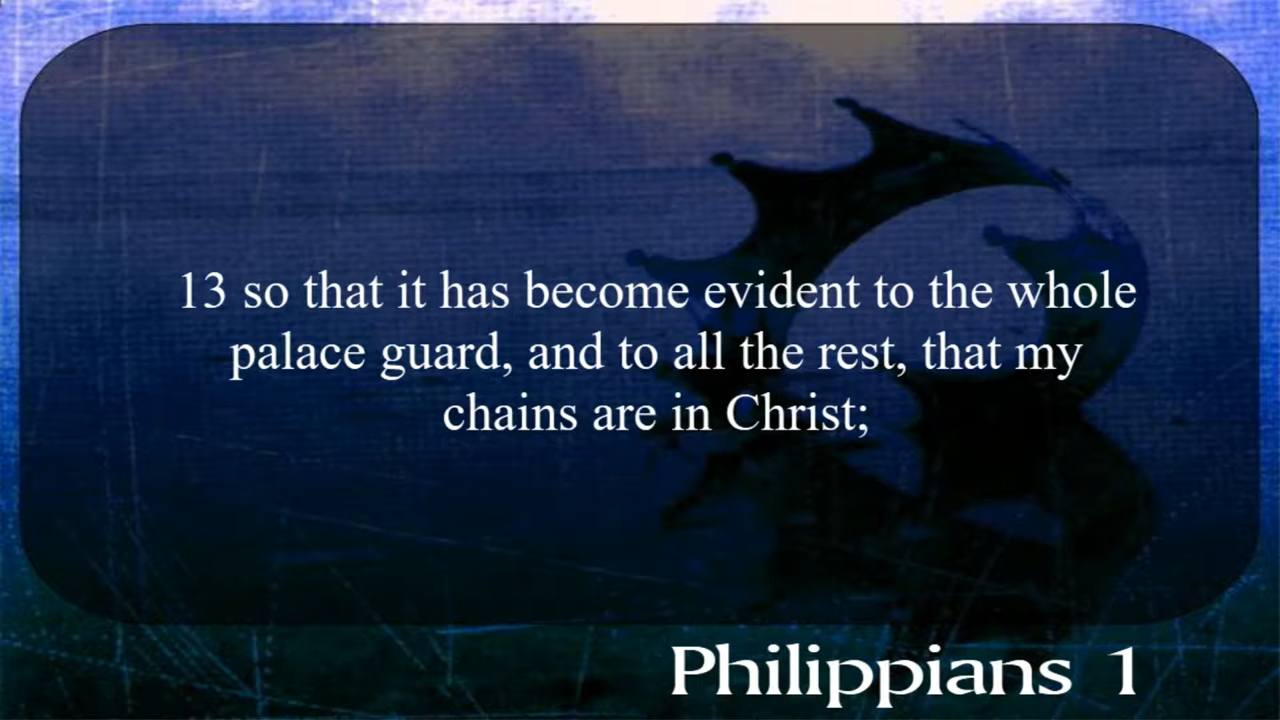 13 so that it has become evident to the whole
palace guard, and to all the rest, that my
chains are in Christ;
Philippians 1